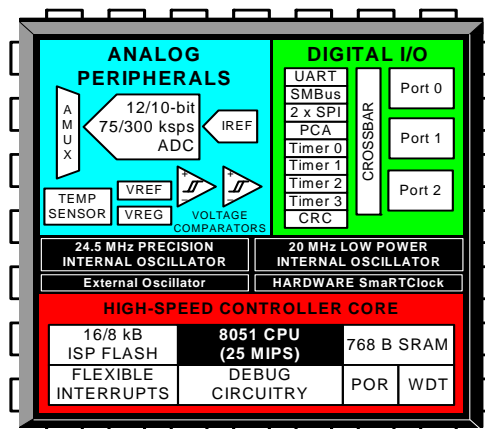 ANALOG
PERIPHERALS
AMUX
12/10-bit
75/300 ksps
ADC
IREF
TEMP
SENSOR
VREF
VREG
+
–
+
–
VOLTAGE
COMPARATORS
DIGITAL I/O
UART
SMBus
2 x SPI
PCA
Timer 0
Timer 1
Timer 2
Timer 3
CRC
CROSSBAR
Port 0
Port 1
Port 2
24.5 MHz PRECISION
INTERNAL OSCILLATOR
20 MHz LOW POWER
INTERNAL OSCILLATOR
External Oscillator
HARDWARE SmaRTClock
HIGH-SPEED CONTROLLER CORE
16/8 kB
ISP FLASH
8051 CPU
(25 MIPS)
768 B SRAM
FLEXIBLE
INTERRUPTS
DEBUG
CIRCUITRY
POR
WDT